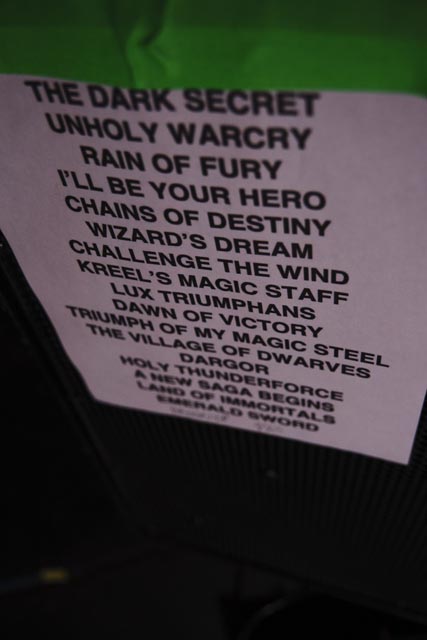 THE DARK SECRET
UNHOLY WARCRY
RAIN OF FURY
I'LL BE YOUR HERO
CHAINS OF DESTINY
WIZARD'S DREAM
CHALLENGE THE WIND
KREEL'S MAGIC STAFF
LUX TRIUMPHANS
DAWN OF VICTORY
TRIUMPH OF MY MAGIC STEEL
THE VILLAGE OF DWARVES
DARGOR
HOLY THUNDERFORCE
A NEW SAGA BEGINS
LAND OF IMMORTALS
EMERALD SWORD